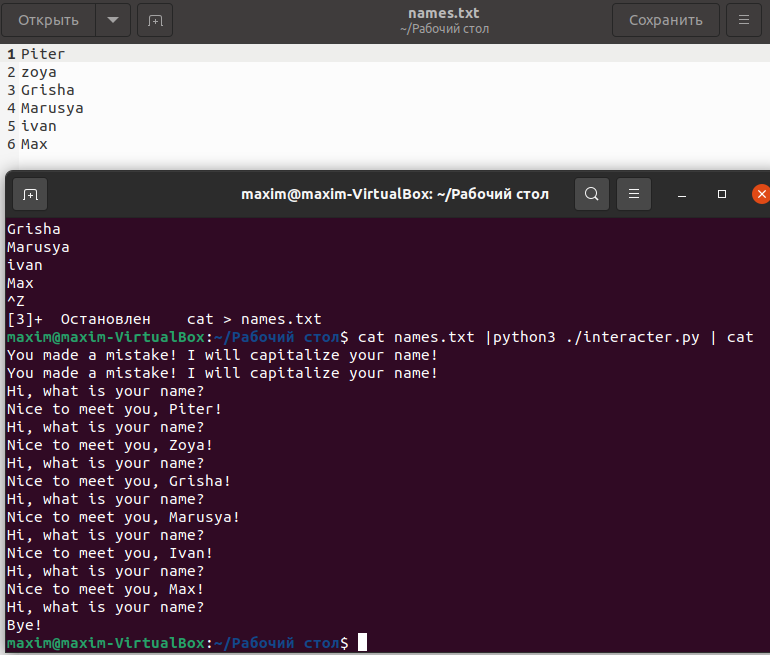 Открыть
names.txt
~/Рабочий стол
Сохранить
1 Piter
2 zoya
3 Grisha
4 Marusya
5 ivan
6 Max
maxim@maxim-VirtualBox: ~/Рабочий стол
Grisha
Marusya
ivan
Max
^Z
[3]+  Остановлен    cat > names.txt
maxim@maxim-VirtualBox:~/Рабочий стол$ cat names.txt |python3 ./interacter.py | cat
You made a mistake! I will capitalize your name!
You made a mistake! I will capitalize your name!
Hi, what is your name?
Nice to meet you, Piter!
Hi, what is your name?
Nice to meet you, Zoya!
Hi, what is your name?
Nice to meet you, Grisha!
Hi, what is your name?
Nice to meet you, Marusya!
Hi, what is your name?
Nice to meet you, Ivan!
Hi, what is your name?
Nice to meet you, Max!
Hi, what is your name?
Bye!
maxim@maxim-VirtualBox:~/Рабочий стол$